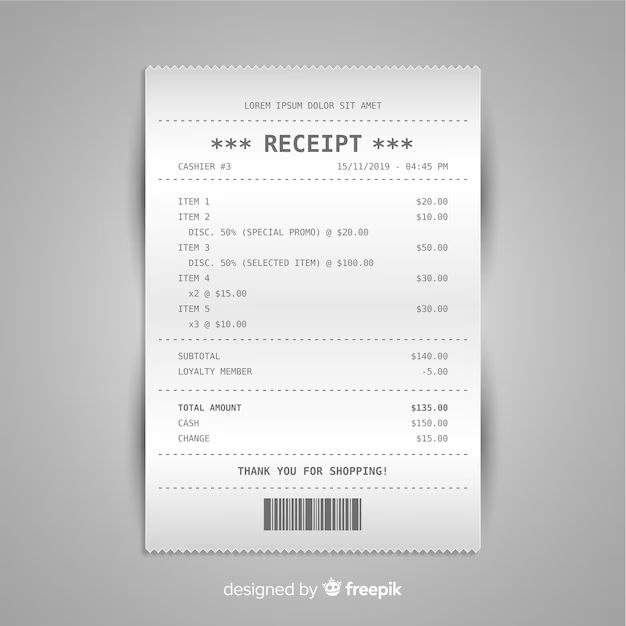 LOREM IPSUM DOLOR SIT AMET
*** RECEIPT ***
CASHIER #3 15/11/2019 - 04:45 PM
ITEM 1 $20.00
ITEM 2 $10.00
DISC. 50% (SPECIAL PROMO) @ $20.00
ITEM 3 $50.00
DISC. 50% (SELECTED ITEM) @ $100.00
ITEM 4 $30.00
x2 @ $15.00
ITEM 5 $30.00
x3 @ $10.00
SUBTOTAL $140.00
LOYALTY MEMBER -5.00
TOTAL AMOUNT $135.00
CASH $150.00
CHANGE $15.00
THANK YOU FOR SHOPPING!
designed by freepik